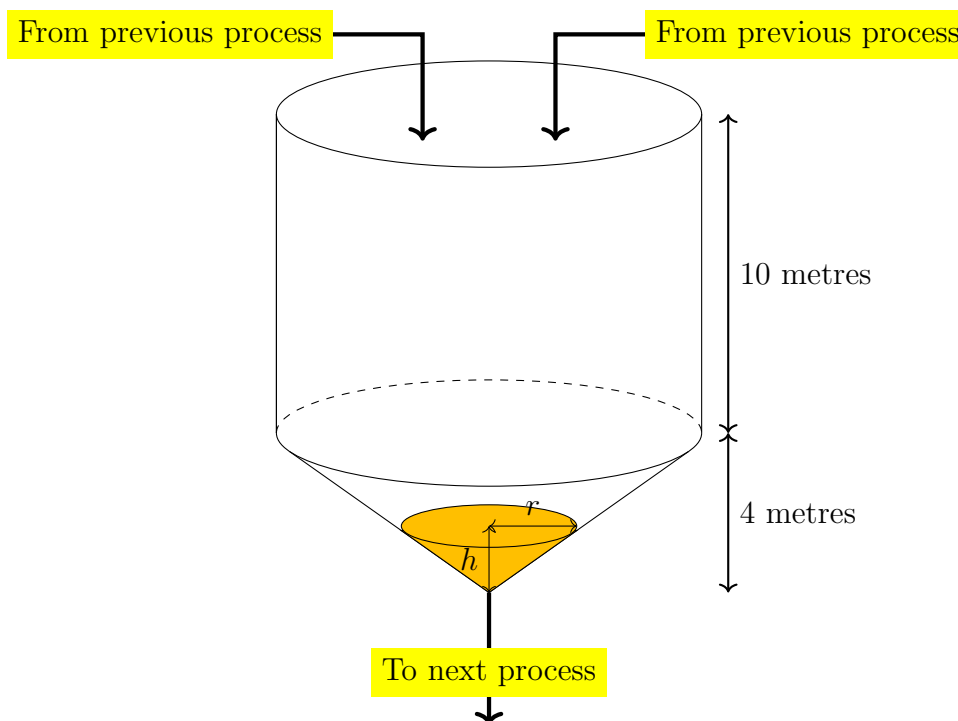 From previous process
From previous process
10 metres
r
4 metres
h
To next process